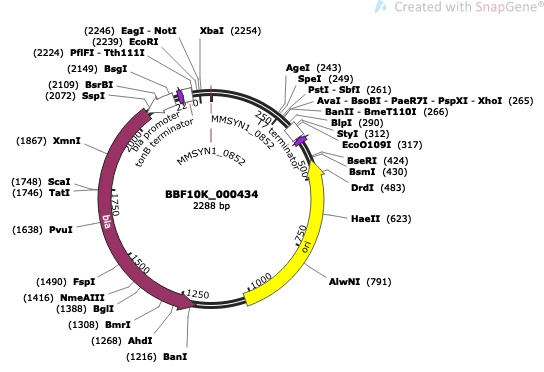 Created with SnapGene®
(2246) EagI - NotI
(2239) EcoRI
(2224) PflFI - Tth111I
(2149) BsgI
(2109) BsrBI
(2072) SspI
(1867) XmnI
(1748) ScaI
(1746) TatI
(1638) PvuI
(1490) FspI
(1416) NmeAIII
(1388) BglI
(1308) BmrI
(1268) AhdI
(1216) BanI
XbaI (2254)
AgeI (243)
SpeI (249)
PstI - SbfI (261)
AvaI - BsoBI - PaeR7I - PspXI - XhoI (265)
BanII - BmeT110I (266)
BlpI (290)
StyI (312)
EcoO109I (317)
BseRI (424)
BsmI (430)
DrdI (483)
HaeII (623)
AlwNI (791)
MMSYN1_0852
MMSYN1_0852
T7 terminator
bla promoter
tonB terminator
250
500
750
1000
1250
1500
1750
ori
bla
BBF10K_000434
2288 bp